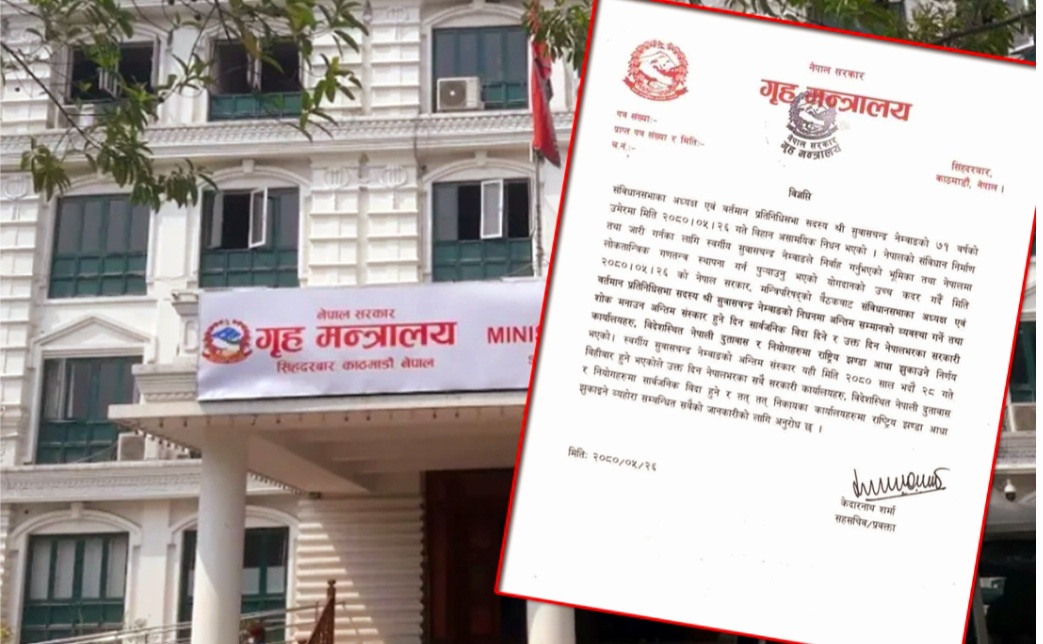 नेपाल सरकार
गृह मन्त्रालय
सिंहदरबार, काठमाडौं नेपाल
MINIS
S
नेपाल सरकार
गृह मन्त्रालय
नेपाल सरकार
गृह मन्त्रालय
पत्र संख्याः-
प्राप्त पत्र संख्या र मितिः-
च.नं.:-
सिंहदरबार,
काठमाडौं, नेपाल ।
विज्ञप्ति
संविधानसभाका अध्यक्ष एवं वर्तमान प्रतिनिधिसभा सदस्य श्री सुवासचन्द्र नेम्वाङको ७१ वर्षको
उमेरमा मिति २०८०।०५।२६ गते विहान असामयिक निधन भएको । नेपालको संविधान निर्माण
तथा जारी गर्नका लागि स्वर्गीय सुवासचन्द्र नेम्वाङले निर्वाह गर्नुभएको भूमिका तथा नेपालमा
लोकतान्त्रिक गणतन्त्र स्थापना गर्न पुऱ्याउनु भएको योगदानको उच्च कदर गर्दै मिति
२०८०।०५।२६ को नेपाल सरकार, मन्त्रिपरिषद्को बैठकबाट संविधानसभाका अध्यक्ष एवं
वर्तमान प्रतिनिधिसभा सदस्य श्री सुवासचन्द्र नेम्वाङको निधनमा अन्तिम सम्मानको व्यवस्था गर्ने तथा
शोक मनाउन अन्तिम संस्कार हुने दिन सार्वजनिक विदा दिने र उक्त दिन नेपालभरका सरकारी
कार्यालयहरु, विदेशस्थित नेपाली दुतावास र नियोगहरुमा राष्ट्रिय झण्डा आधा झुकाउने निर्णय
भएको। स्वर्गीय सुवासचन्द्र नेम्वाङको अन्तिम संस्कार यही मिति २०८० साल भदौ २८ गते
विहीबार हुने भएकोले उक्त दिन नेपालभरका सवै सरकारी कार्यालयहरु, विदेशस्थित नेपाली दुतावास
र नियोगहरुमा सार्वजनिक विदा हुने र तत् तत् निकायका कार्यालयहरुमा राष्ट्रिय झण्डा आधा
झुकाइने व्यहोरा सम्बन्धित सवैको जानकारीको लागि अनुरोध छ ।
मितिः २०८०/०५/२६
केदारनाथ शर्मा
सहसचिव/प्रवक्ता